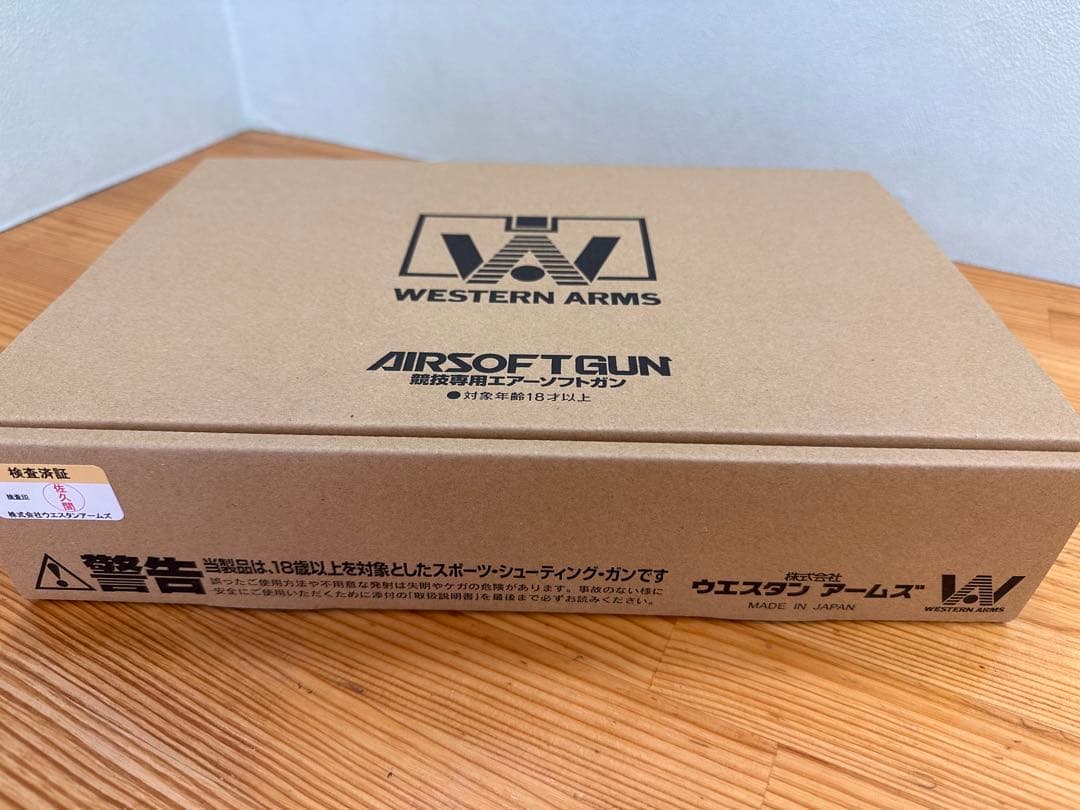 WESTERN ARMS
AIRSOFTGUN
競技専用エアーソフトガン
●対象年齢18才以上
検査済証
検査印
佐久間
株式会社ウエスタンアームズ
警告
当製品は、18歳以上を対象としたスポーツ・シューティング・ガンです
誤ったご使用方法や不用意な発射は失明やケガの危険があります。事故のない様に
安全にご使用いただくために添付の「取扱説明書」を最後まで必ずお読みください。
株式会社
ウエスタン アームズ
MADE IN JAPAN
WESTERN ARMS